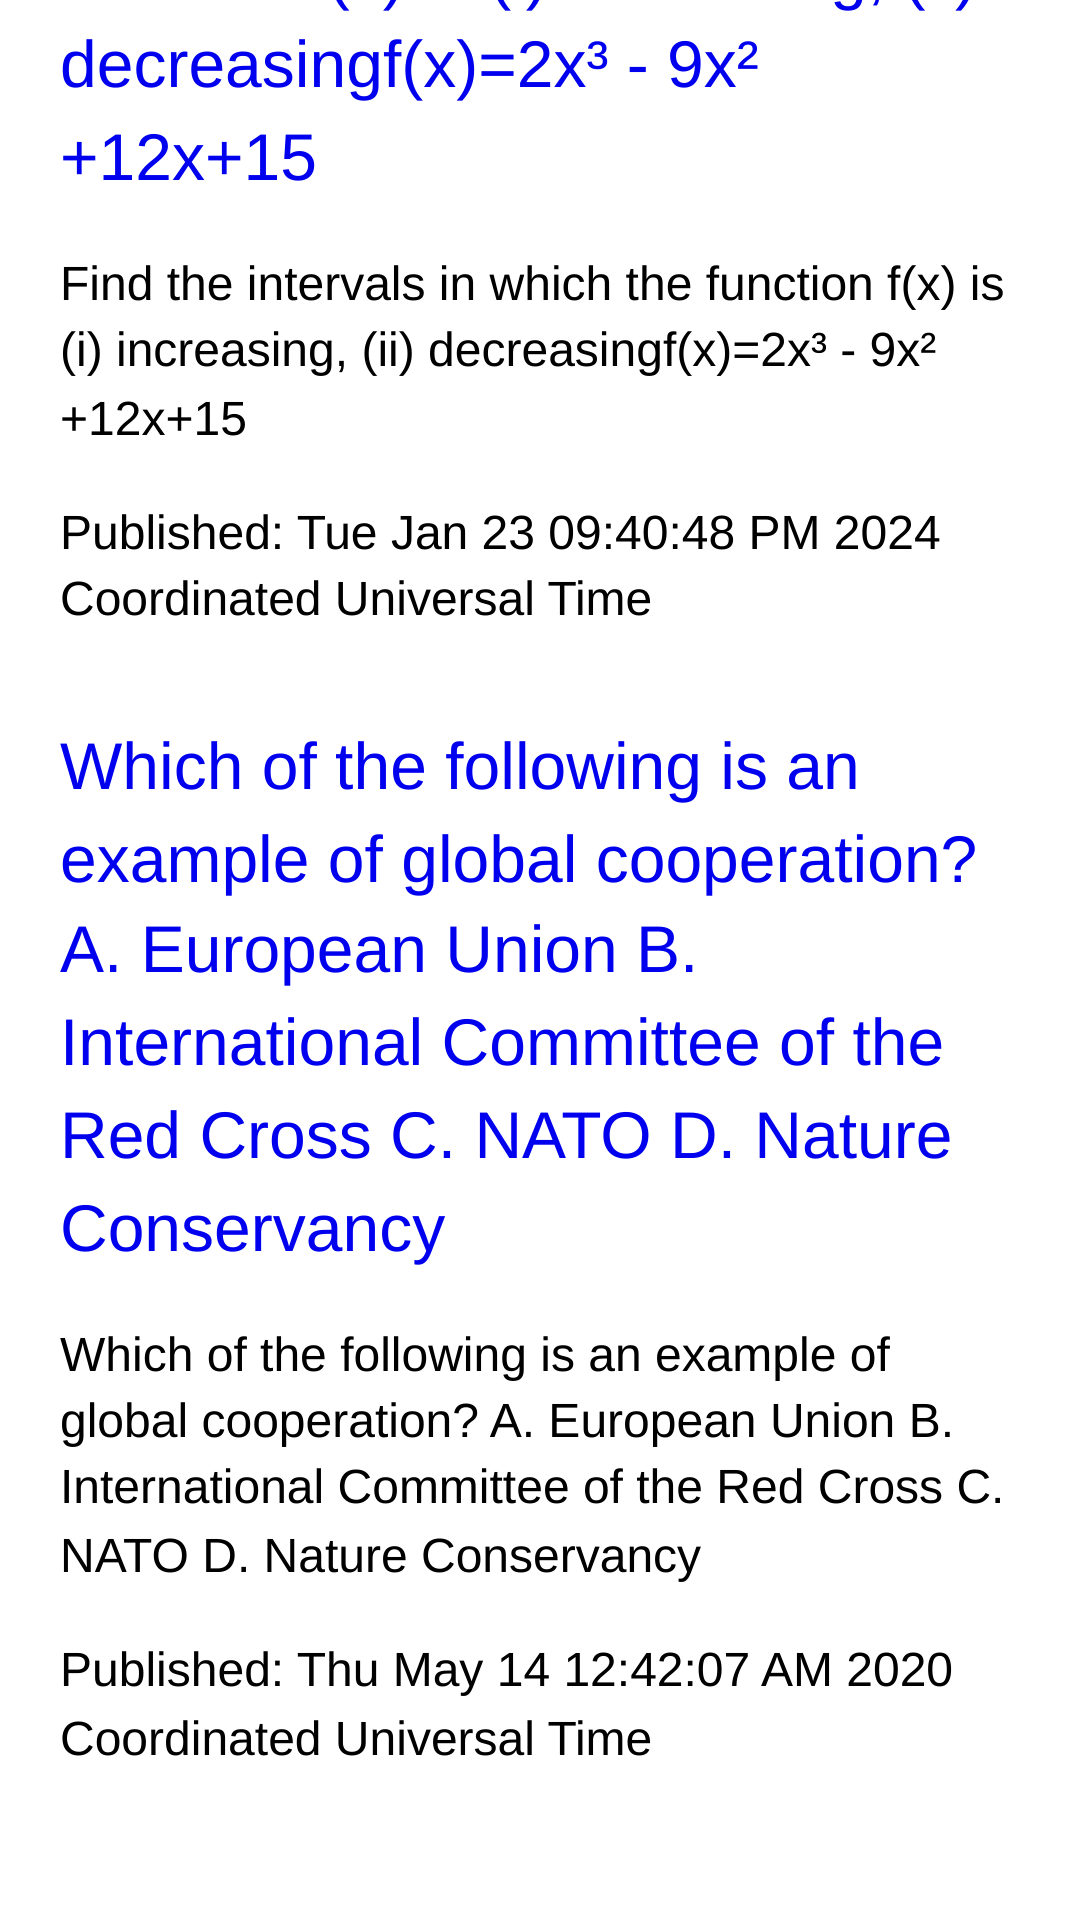 decreasingf(x)=2x³ - 9x²
+12x+15
Find the intervals in which the function f(x) is
(i) increasing, (ii) decreasingf(x)=2x³ - 9x²
+12x+15
Published: Tue Jan 23 09:40:48 PM 2024
Coordinated Universal Time
Which of the following is an
example of global cooperation?
A. European Union B.
International Committee of the
Red Cross C. NATO D. Nature
Conservancy
Which of the following is an example of
global cooperation? A. European Union B.
International Committee of the Red Cross C.
NATO D. Nature Conservancy
Published: Thu May 14 12:42:07 AM 2020
Coordinated Universal Time